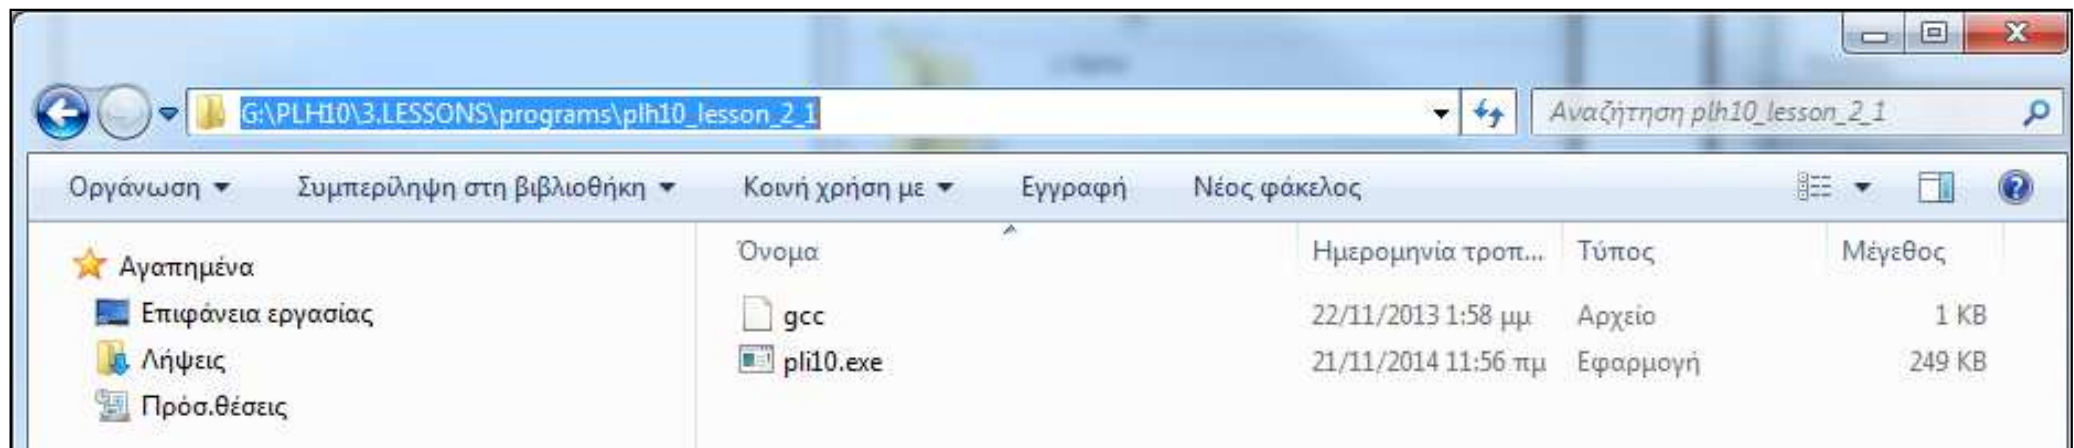 G:\PLH10\3.LESSONS\programs\plh10_lesson_2_1
Αναζήτηση plh10_lesson_2_1
Οργάνωση Συμπερίληψη στη βιβλιοθήκη Κοινή χρήση με Εγγραφή Νέος φάκελος
Αγαπημένα
Επιφάνεια εργασίας
Λήψεις
Πρόσ.θέσεις
Όνομα Ημερομηνία τροπ... Τύπος Μέγεθος
gcc 22/11/2013 1:58 μμ Αρχείο 1 KB
pli10.exe 21/11/2014 11:56 πμ Εφαρμογή 249 KB